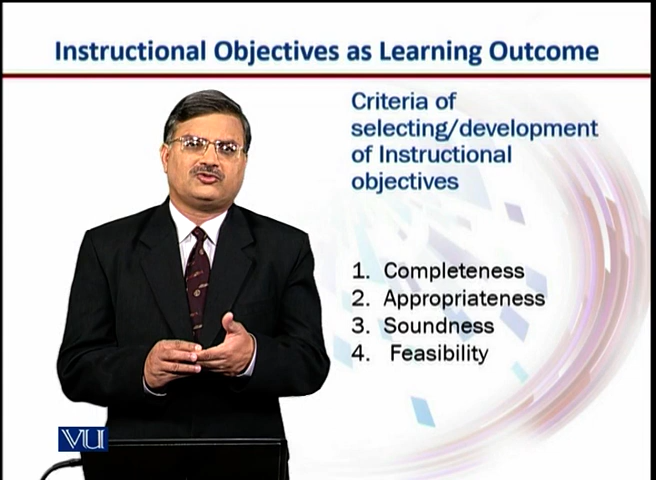 Instructional Objectives as Learning Outcome
Criteria of
selecting/development
of Instructional
objectives
1. Completeness
2. Appropriateness
3. Soundness
4. Feasibility
VU